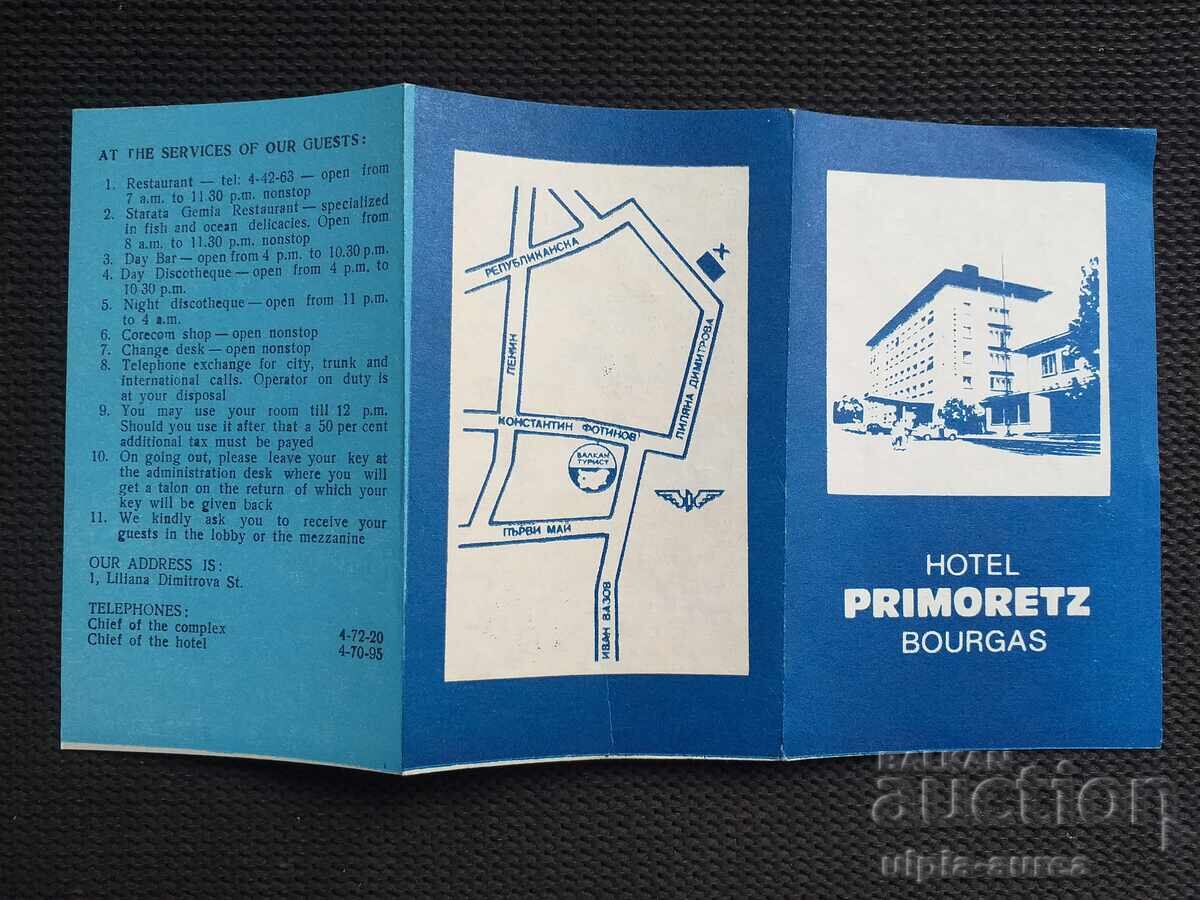 AT THE SERVICES OF OUR GUESTS:
1. Restaurant — tel: 4-42-63 — open from
7 a.m. to 11.30 p.m. nonstop
2. Starata Gemia Restaurant — specialized
in fish and ocean delicacies. Open from
8 a.m. to 11.30 p.m. nonstop
3. Day Bar — open from 4 p.m. to 10.30 p.m.
4. Day Discotheque — open from 4 p.m. to
10 30 p.m.
5. Night discotheque — open from 11 p.m.
to 4 a.m.
6. Corecom shop — open nonstop
7. Change desk — open nonstop
8. Telephone exchange for city, trunk and
international calls. Operator on duty is
at your disposal
9. You may use your room till 12 p.m.
Should you use it after that a 50 per cent
additional tax must be payed
10. On going out, please leave your key at
the administration desk where you will
get a talon on the return of which your
key will be given back
11. We kindly ask you to receive your
guests in the lobby or the mezzanine
OUR ADDRESS IS:
1, Liliana Dimitrova St.
TELEPHONES:
Chief of the complex 4-72-20
Chief of the hotel 4-70-95
РЕПУБЛИКАНСКА
ЛЕНИН
ЛИЛЯНА ДИМИТРОВА
КОНСТАНТИН ФОТИНОВ
БАЛКАН
ТУРИСТ
ПЪРВИ МАЙ
ИВАН ВАЗОВ
HOTEL
PRIMORETZ
BOURGAS
BALKAN
auction
ulpia-aurea